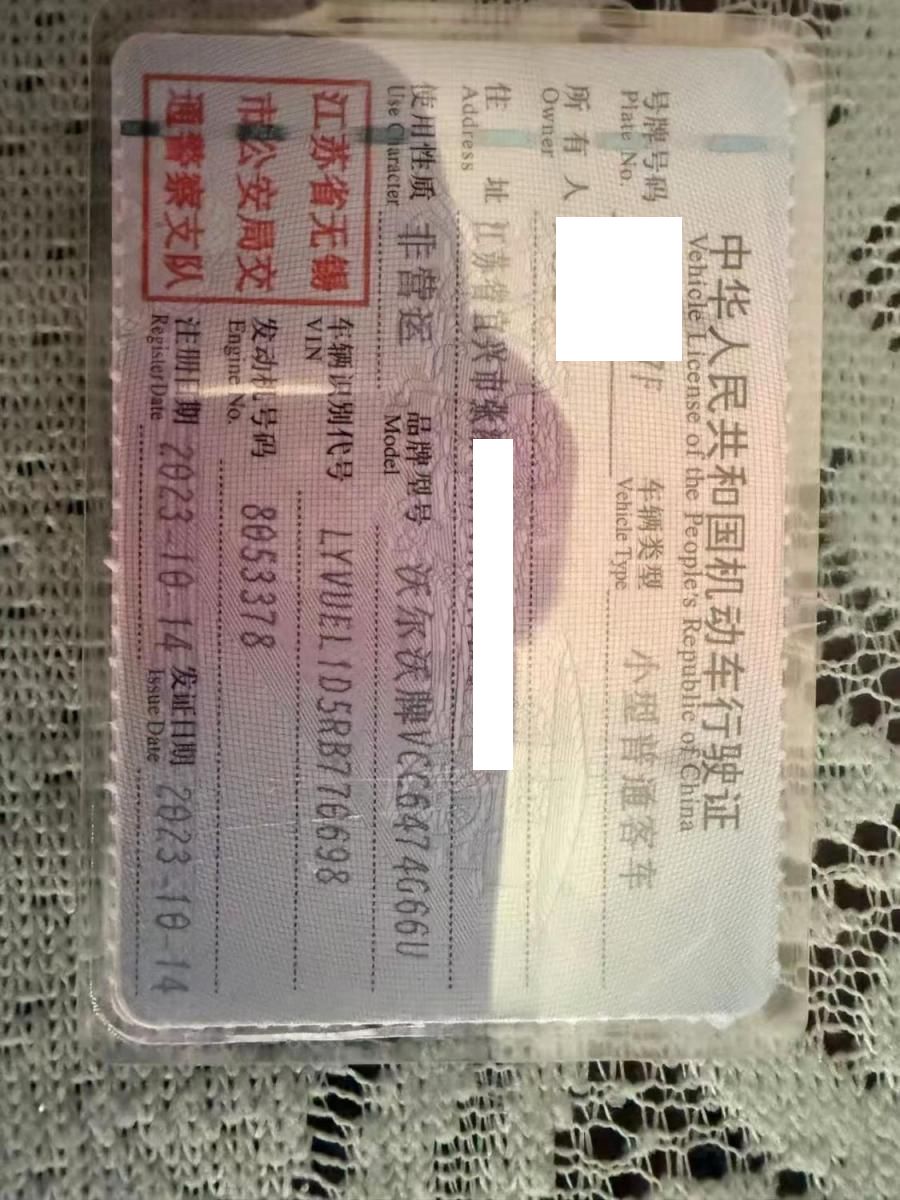 中华人民共和国机动车行驶证
Vehicle License of the People's Republic of China
号牌号码
Plate No.
7F
车辆类型
Vehicle Type
小型普通客车
所有人
Owner
住址
Address
江苏省宜兴市张
使用性质
Use Character
非营运
品牌型号
Model
沃尔沃牌VCC6474G66U
车辆识别代号
VIN
LYVUEL1D5RB776698
发动机号码
Engine No.
8053378
注册日期
Register Date
2023-10-14
发证日期
Issue Date
2023-10-14
江苏省无锡
市公安局交
通警察支队